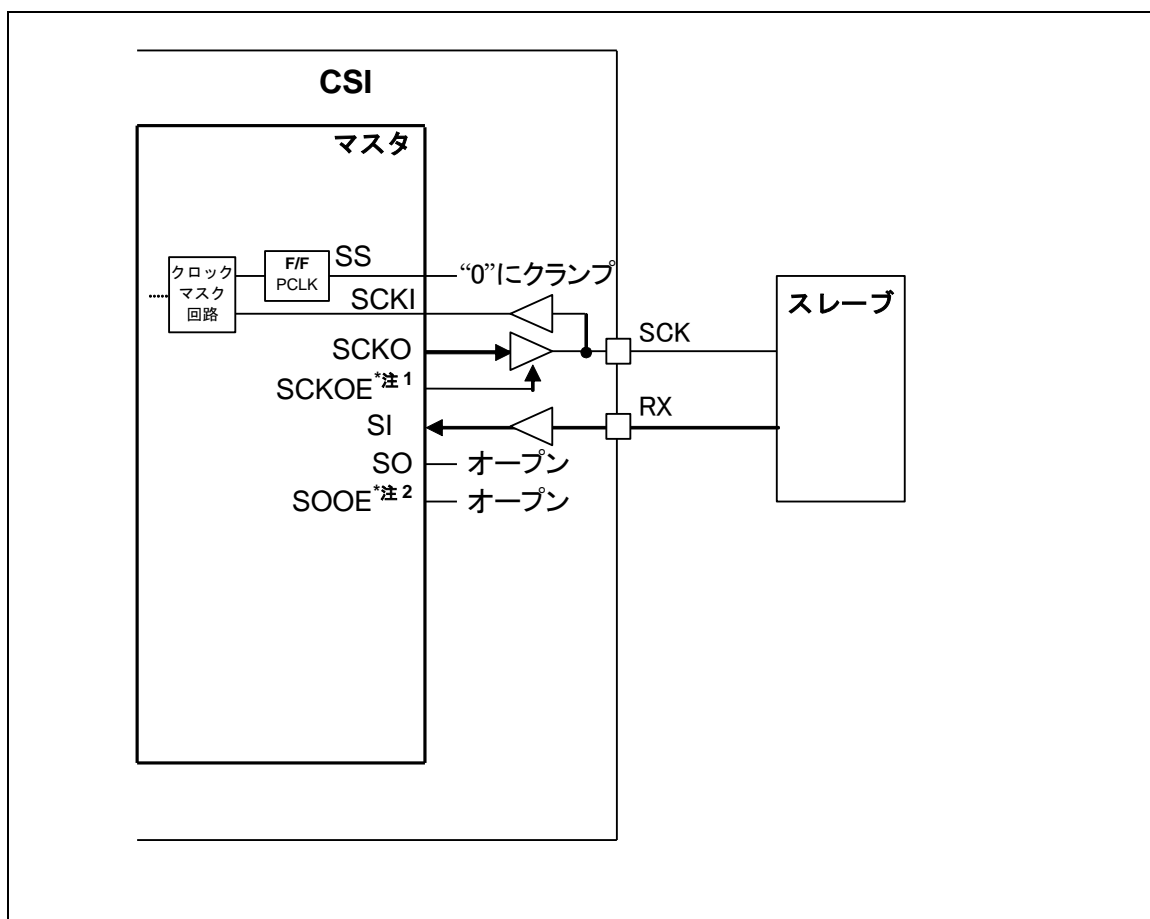 CSI
マスタ
クロック
マスク
回路
F/F
PCLK
SS
“0”にクランプ
SCKI
スレーブ
SCKO
SCK
SCKOE*注 1
RX
SI
SO
オープン
SOOE*注 2
オープン